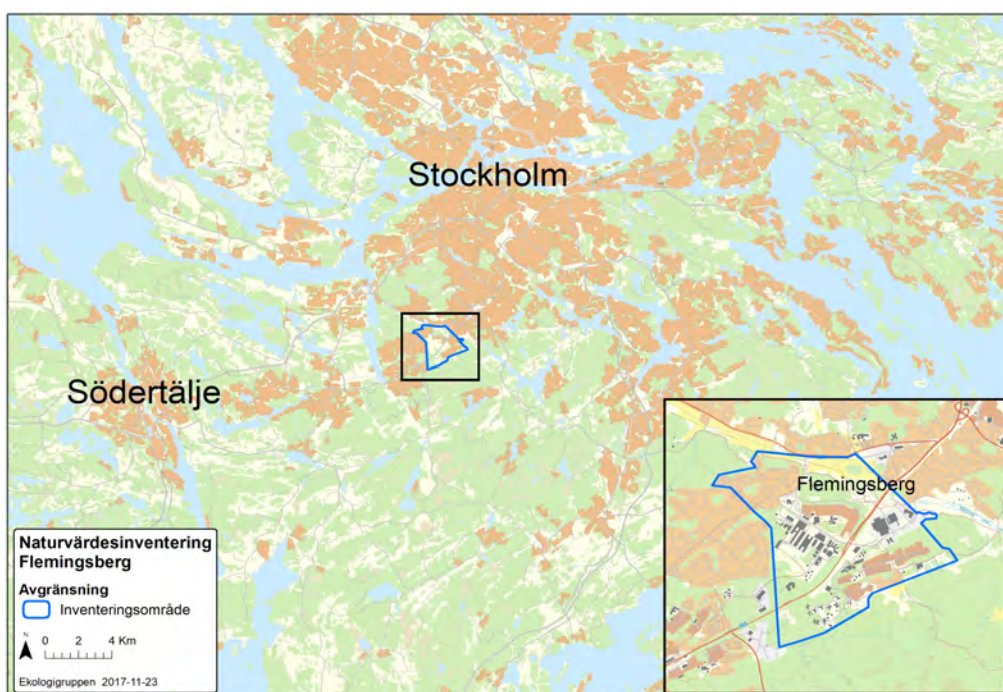 Stockholm
Södertälje
Flemingsberg
Naturvärdesinventering
Flemingsberg
Avgränsning
Inventeringsområde
N
0 2 4 Km
Ekologigruppen 2017-11-23